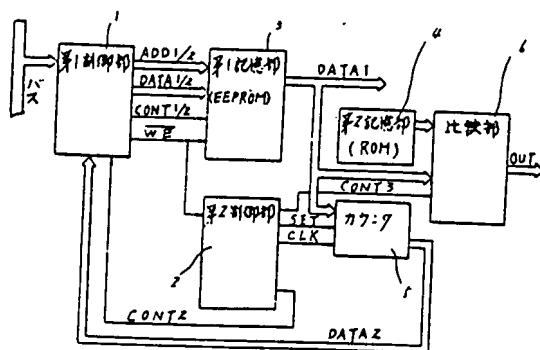 1
3
4
6
2
5
バス
第1制御部
ADD1/2
DATA1/2
CONT1/2
WE
第1記憶部
(EEPROM)
DATA1
第2記憶部
(ROM)
比較部
OUT
CONT3
第2制御部
SET
CLK
カウンタ
CONT2
DATA2